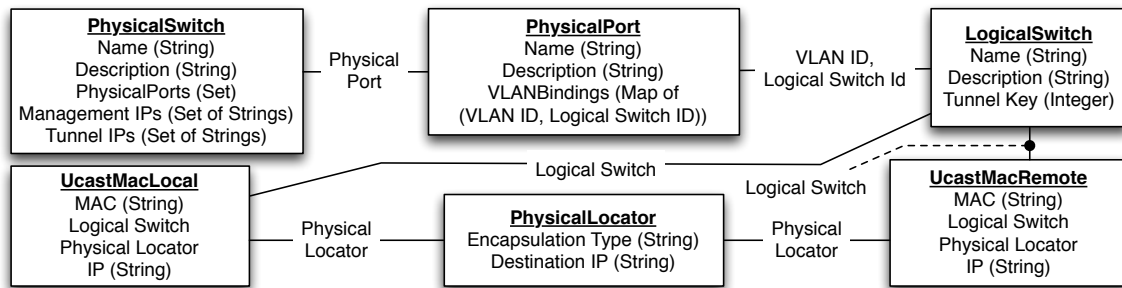 PhysicalSwitch
Name (String)
Description (String)
PhysicalPorts (Set)
Management IPs (Set of Strings)
Tunnel IPs (Set of Strings)
Physical
Port
PhysicalPort
Name (String)
Description (String)
VLANBindings (Map of
(VLAN ID, Logical Switch ID))
VLAN ID,
Logical Switch Id
LogicalSwitch
Name (String)
Description (String)
Tunnel Key (Integer)
Logical Switch
Logical Switch
UcastMacLocal
MAC (String)
Logical Switch
Physical Locator
IP (String)
Physical
Locator
PhysicalLocator
Encapsulation Type (String)
Destination IP (String)
Physical
Locator
UcastMacRemote
MAC (String)
Logical Switch
Physical Locator
IP (String)